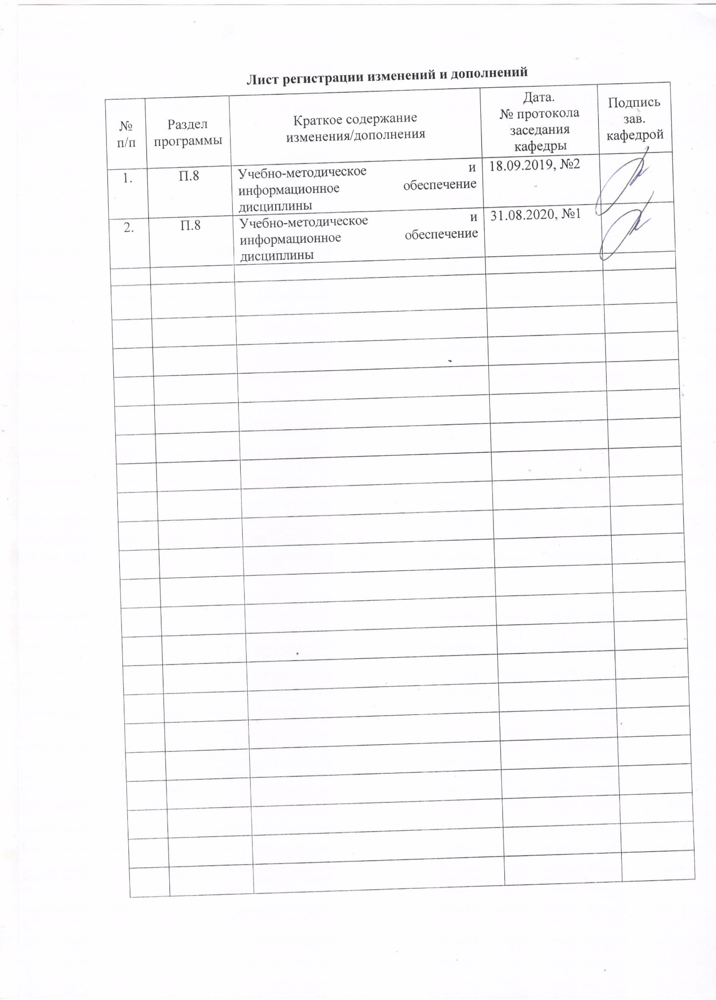 Лист регистрации изменений и дополнений
№
п/п
Раздел
программы
Краткое содержание
изменения/дополнения
Дата.
№ протокола
заседания
кафедры
Подпись
зав.
кафедрой
1.
П.8
Учебно-методическое и
информационное обеспечение
дисциплины
18.09.2019, №2
2.
П.8
Учебно-методическое и
информационное обеспечение
дисциплины
31.08.2020, №1